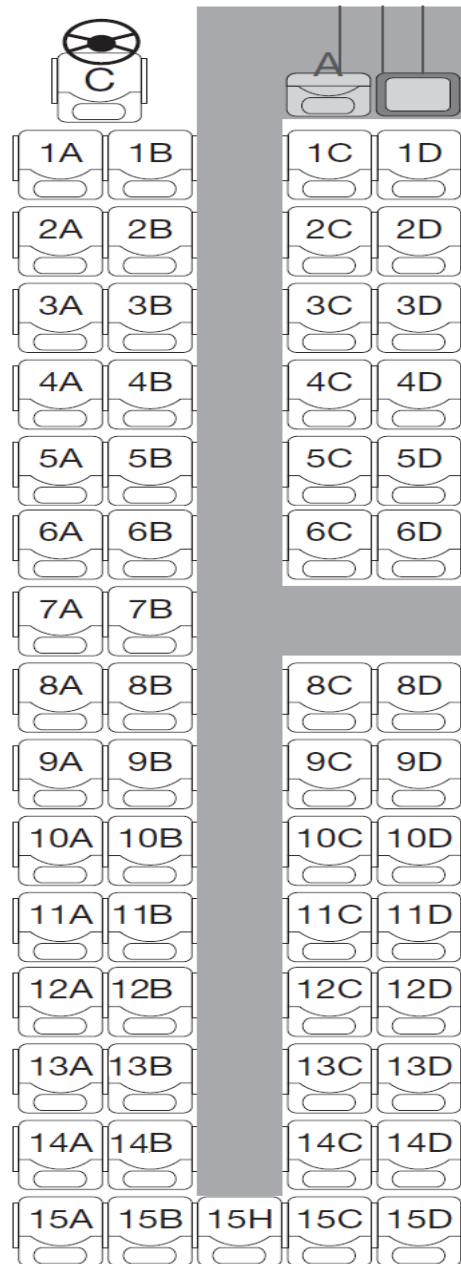 C A
1A 1B 1C 1D
2A 2B 2C 2D
3A 3B 3C 3D
4A 4B 4C 4D
5A 5B 5C 5D
6A 6B 6C 6D
7A 7B
8A 8B 8C 8D
9A 9B 9C 9D
10A 10B 10C 10D
11A 11B 11C 11D
12A 12B 12C 12D
13A 13B 13C 13D
14A 14B 14C 14D
15A 15B 15H 15C 15D